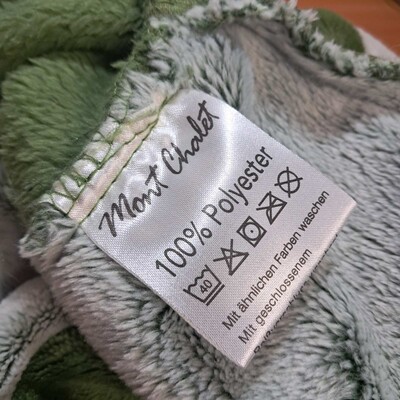 Mont Chalet
100% Polyester
40
Mit ähnlichen Farben waschen
Mit geschlossenem